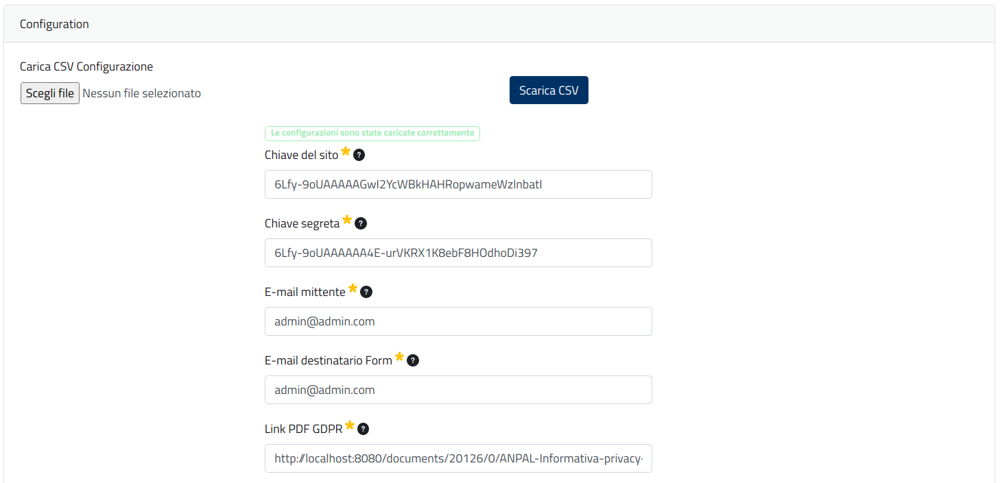 Configuration
Carica CSV Configurazione
Scegli file Nessun file selezionato
Scarica CSV
Le configurazioni sono state caricate correttamente
Chiave del sito * ?
6Lfy-9oUAAAAAGwI2YcWBkHAHRopwameWzlnbatI
Chiave segreta * ?
6Lfy-9oUAAAAAA4E-urVKRX1K8ebF8HOdhoDi397
E-mail mittente * ?
admin@admin.com
E-mail destinatario Form * ?
admin@admin.com
Link PDF GDPR * ?
http://localhost:8080/documents/20126/0/ANPAL-Informativa-privacy-